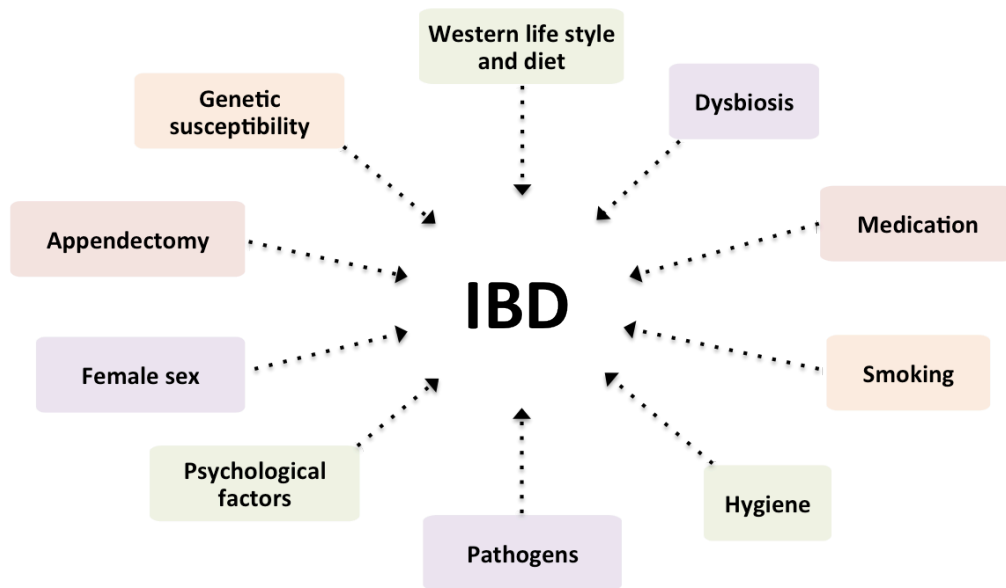 Western life style
and diet
Genetic
susceptibility
Dysbiosis
Appendectomy
Medication
IBD
Female sex
Smoking
Psychological
factors
Hygiene
Pathogens